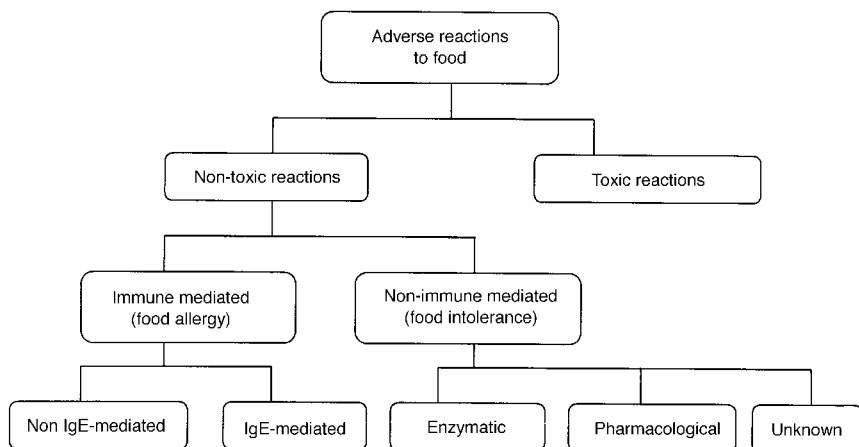 Adverse reactions
to food
Non-toxic reactions
Toxic reactions
Immune mediated
(food allergy)
Non-immune mediated
(food intolerance)
Non IgE-mediated
IgE-mediated
Enzymatic
Pharmacological
Unknown